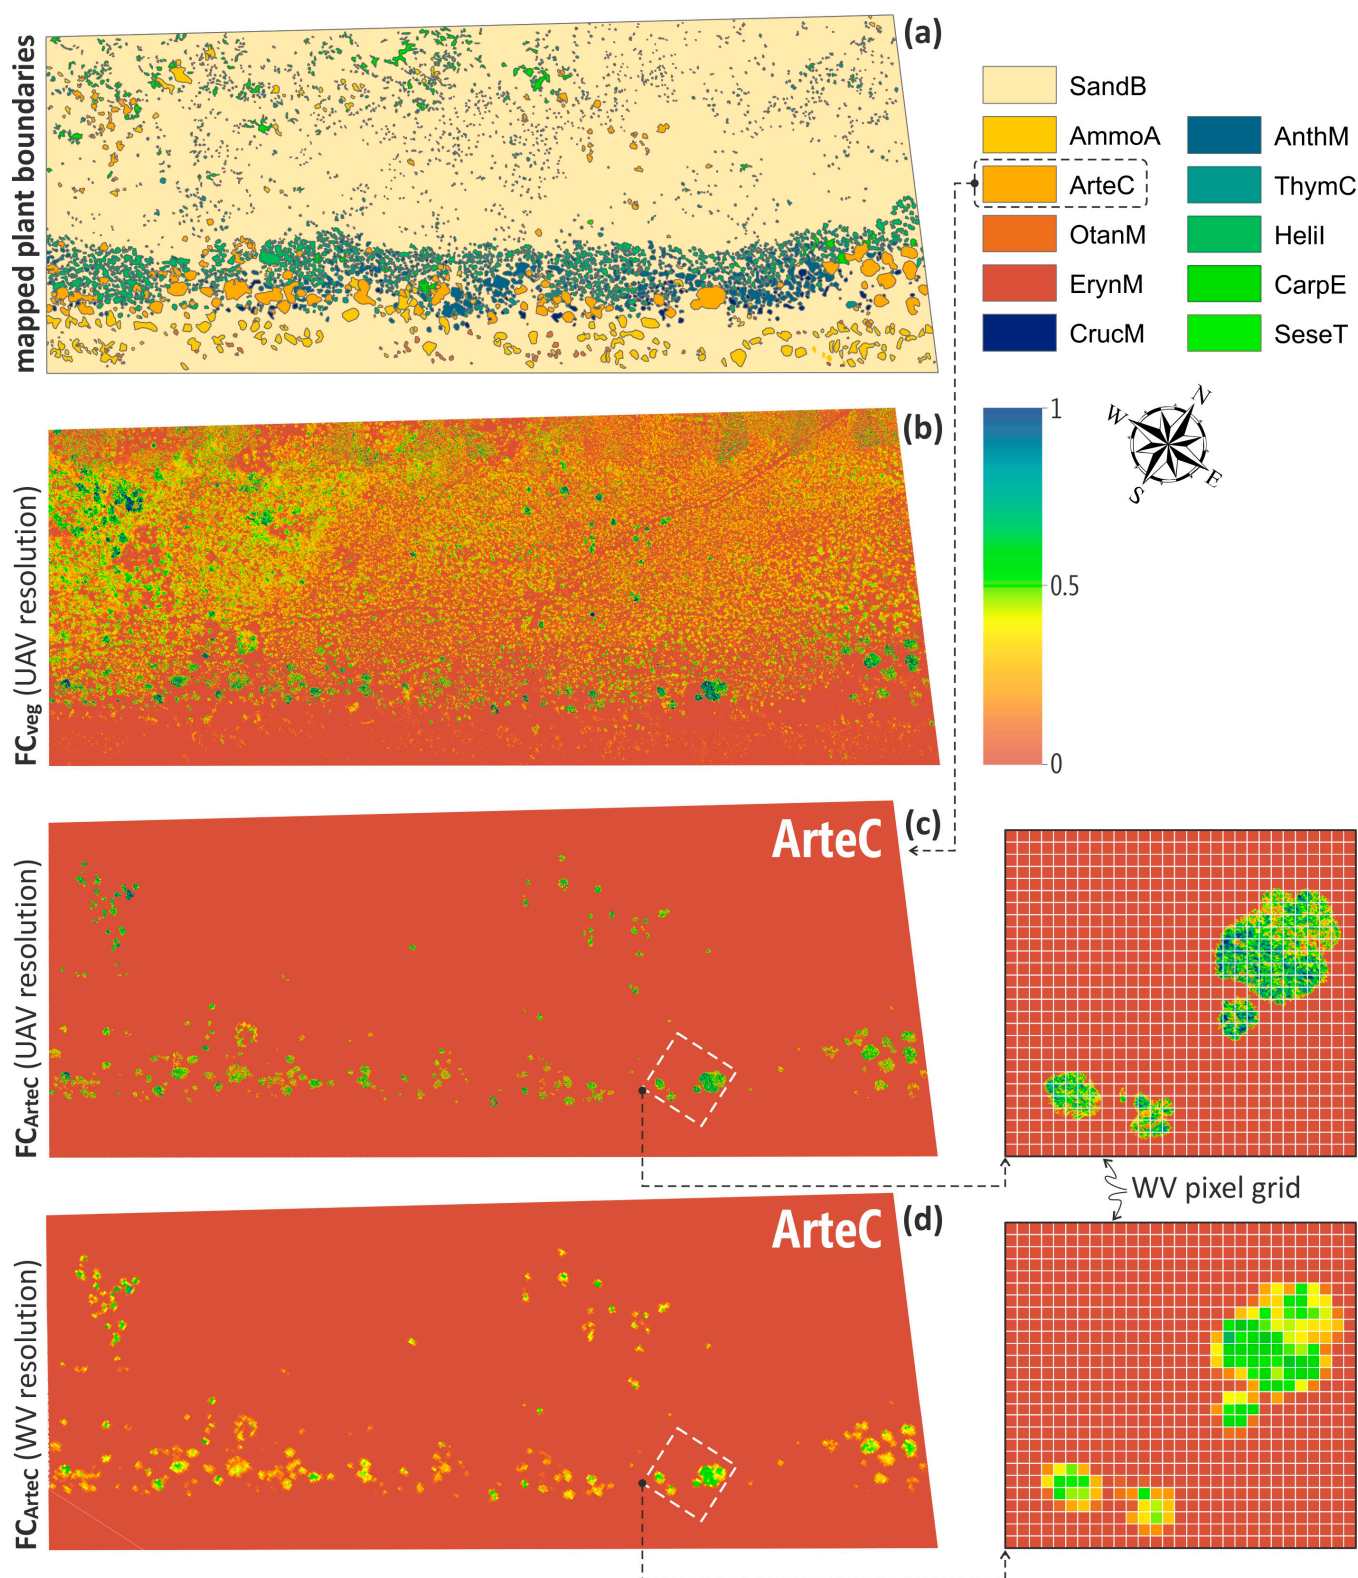 mapped plant boundaries
(a)
SandB
AmmoA
ArteC
OtanM
ErynM
CrucM
AnthM
ThymC
HeliI
CarpE
SeseT
FCveg (UAV resolution)
(b)
1
0.5
0
N
W
E
S
FCArtec (UAV resolution)
ArteC
(c)
WV pixel grid
FCArtec (WV resolution)
ArteC
(d)